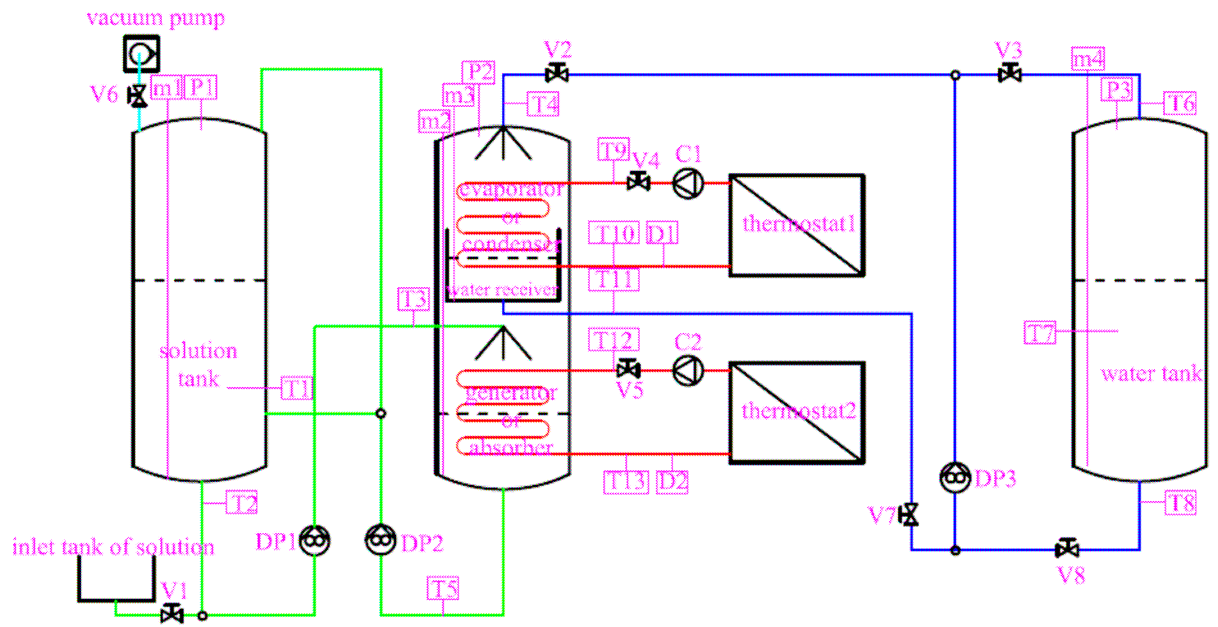 vacuum pump
V6
m1
P1
V2
V3
m4
P2
m3
m2
T4
P3
T6
T9
V4
C1
evaporator
or
condenser
thermostat1
T10
D1
T11
water receiver
T3
solution
tank
T1
T12
C2
V5
generator
or
absorber
thermostat2
T13
D2
T7
water tank
T2
DP1
DP2
DP3
T8
V7
V8
inlet tank of solution
V1
T5